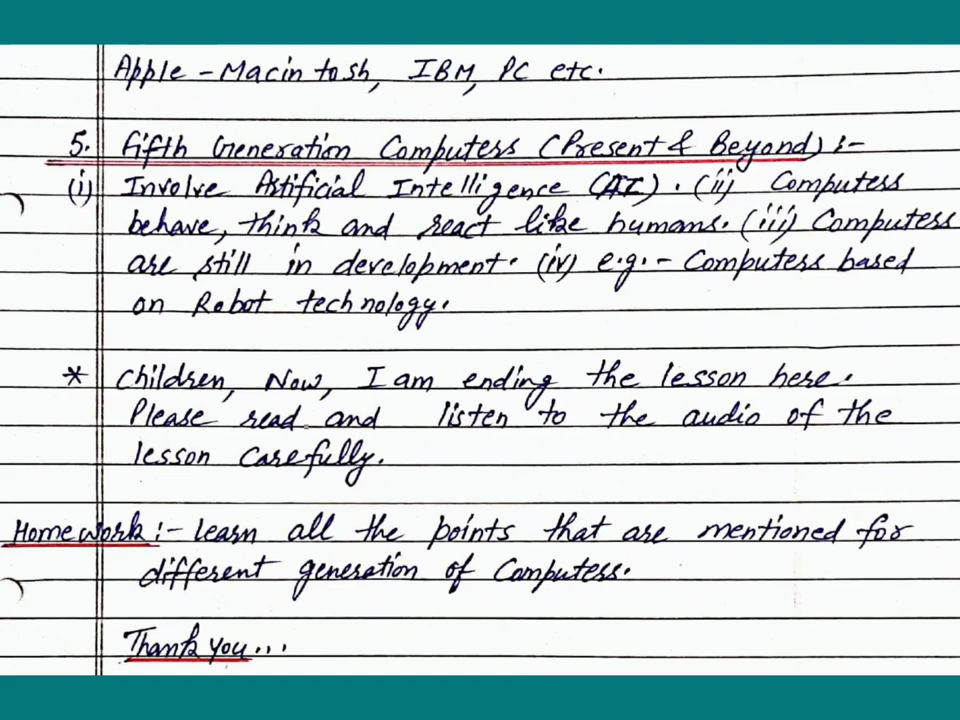 Apple - Macintosh, IBM, PC etc.
5. Fifth Generation Computers (Present & Beyond) :-
(i) Involve Artificial Intelligence (AI). (ii) Computers
behave, think and react like humans. (iii) Computers
are still in development. (iv) e.g. - Computers based
on Robot technology.
* Children, Now, I am ending the lesson here.
Please read and listen to the audio of the
lesson carefully.
Homework :- learn all the points that are mentioned for
different generation of Computers.
Thank you...